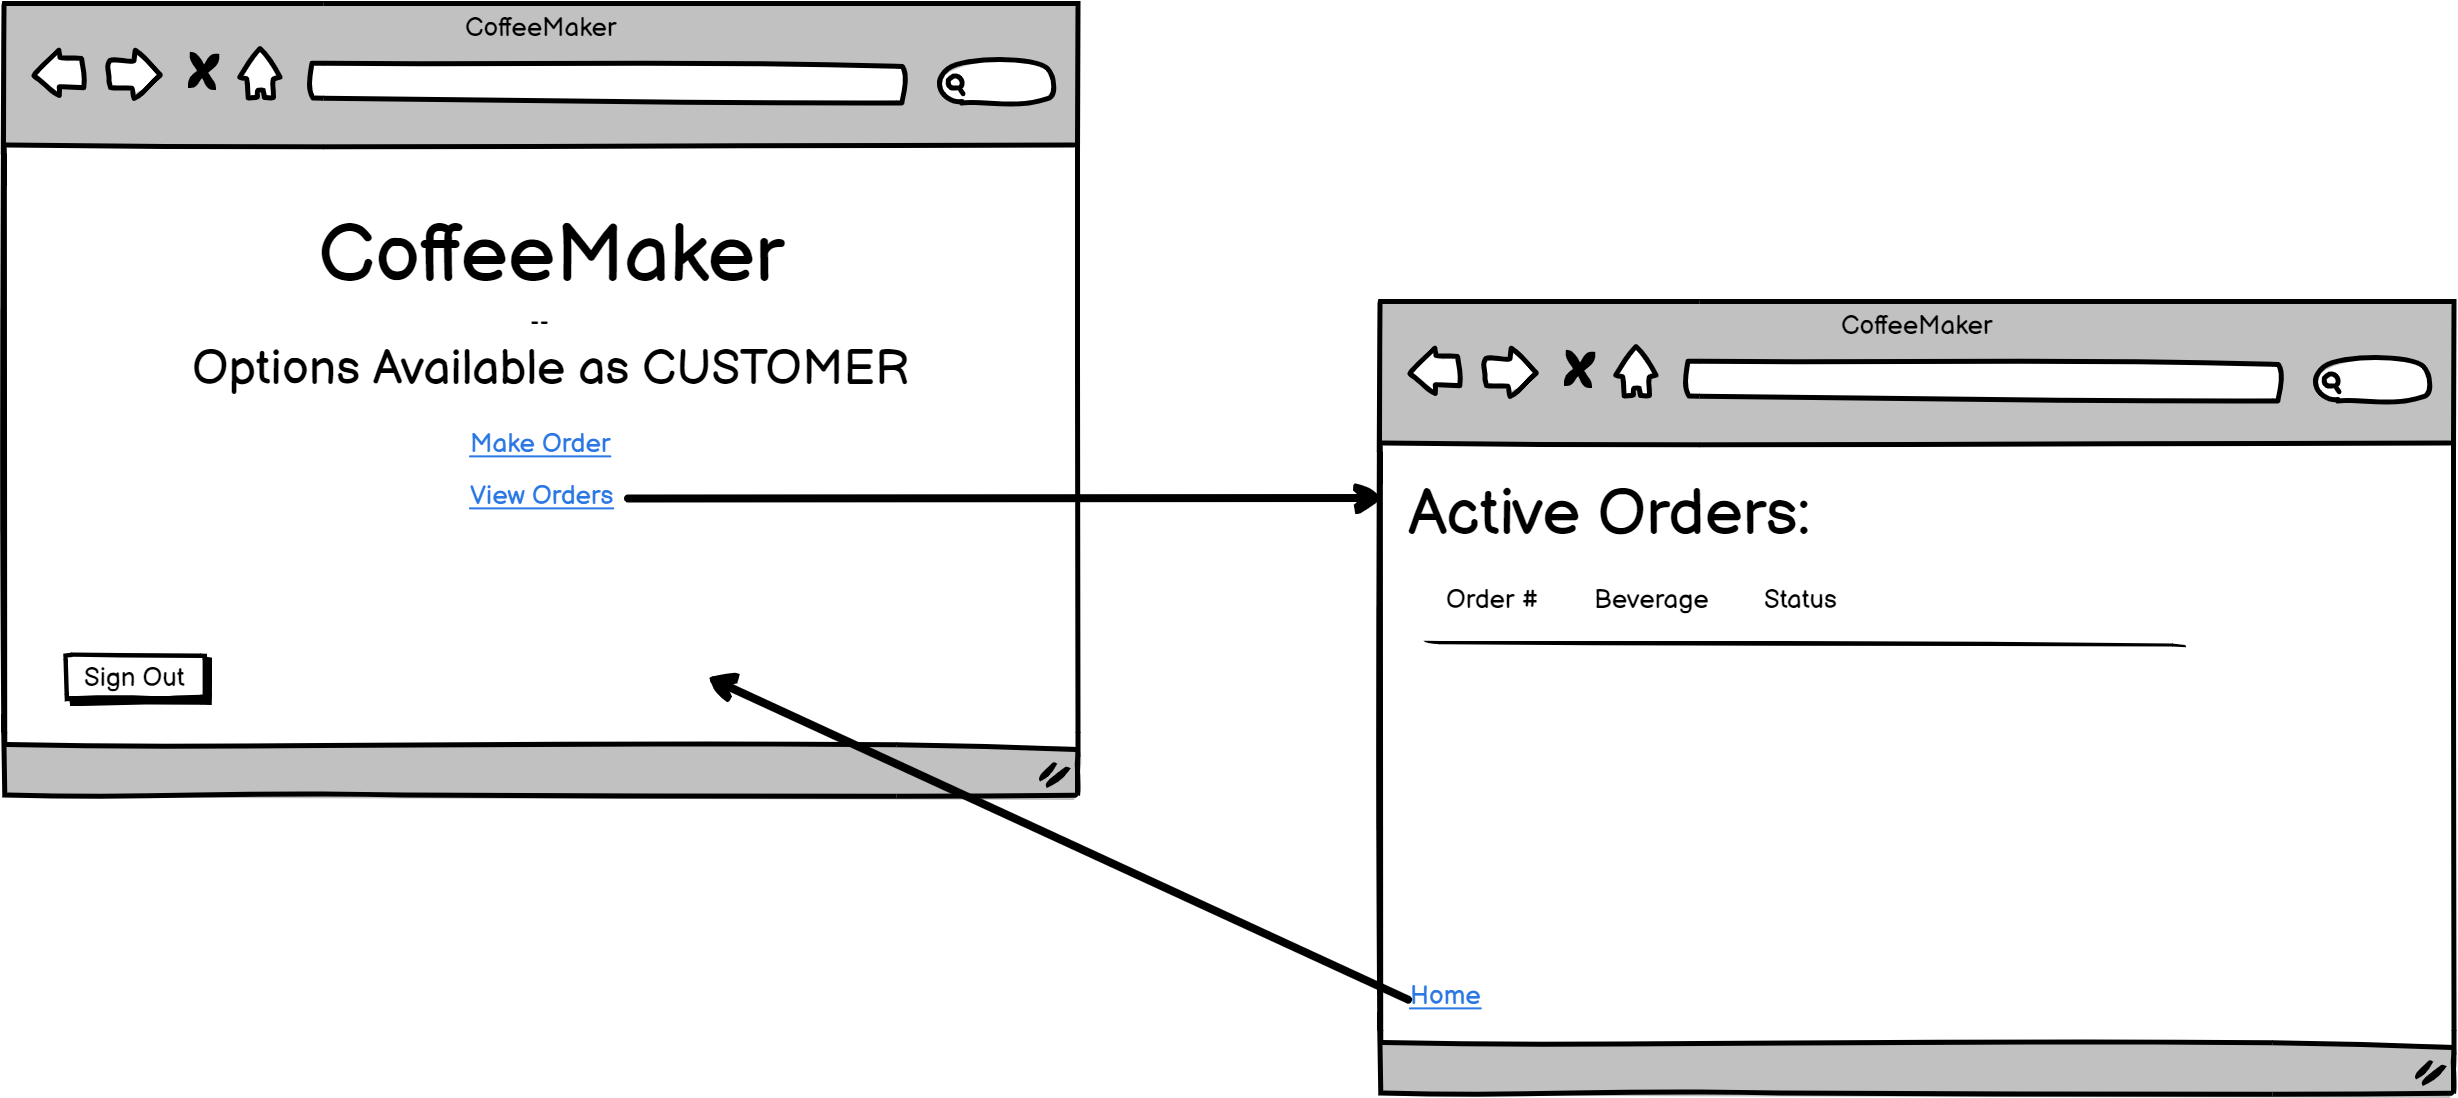 CoffeeMaker
CoffeeMaker
--
Options Available as CUSTOMER
Make Order
View Orders
Sign Out
CoffeeMaker
Active Orders:
Order # Beverage Status
Home